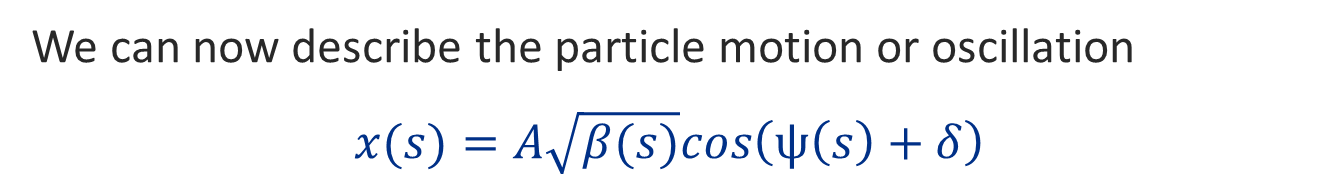 We can now describe the particle motion or oscillation
x(s) = A√β(s)cos(ψ(s) + δ)